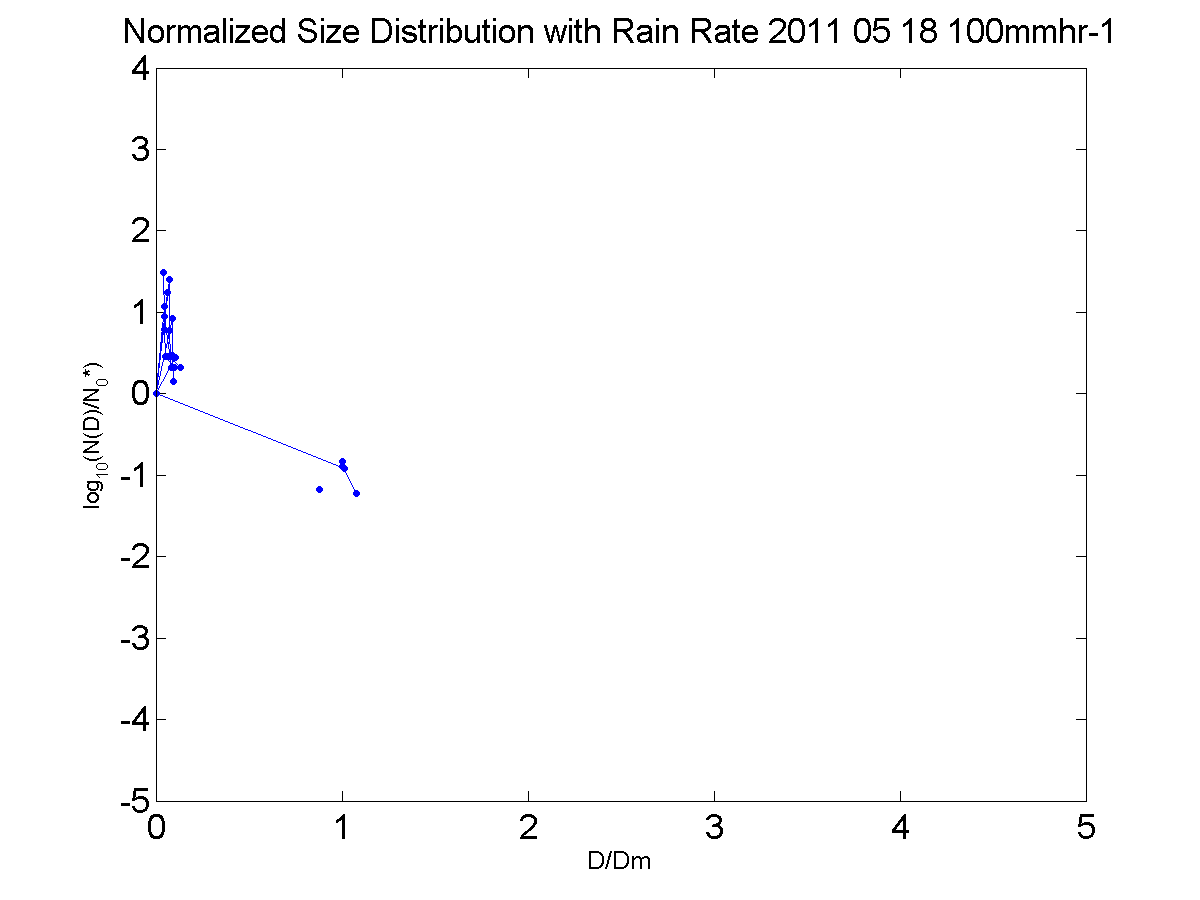 Normalized Size Distribution with Rain Rate 2011 05 18 100mmhr-1
4
3
2
1
0
-1
-2
-3
-4
-5
log10(N(D)/N0*)
0 1 2 3 4 5
D/Dm